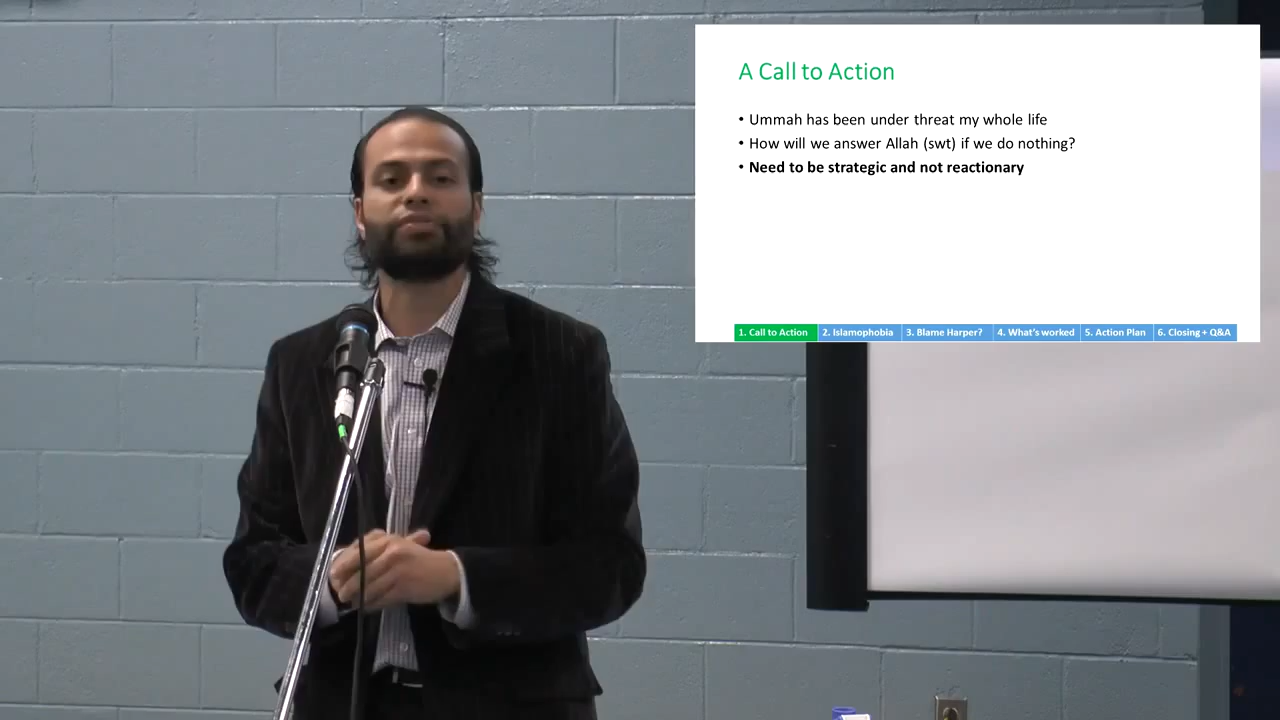 A Call to Action
• Ummah has been under threat my whole life
• How will we answer Allah (swt) if we do nothing?
• Need to be strategic and not reactionary
1. Call to Action 2. Islamophobia 3. Blame Harper? 4. What's worked 5. Action Plan 6. Closing + Q&A